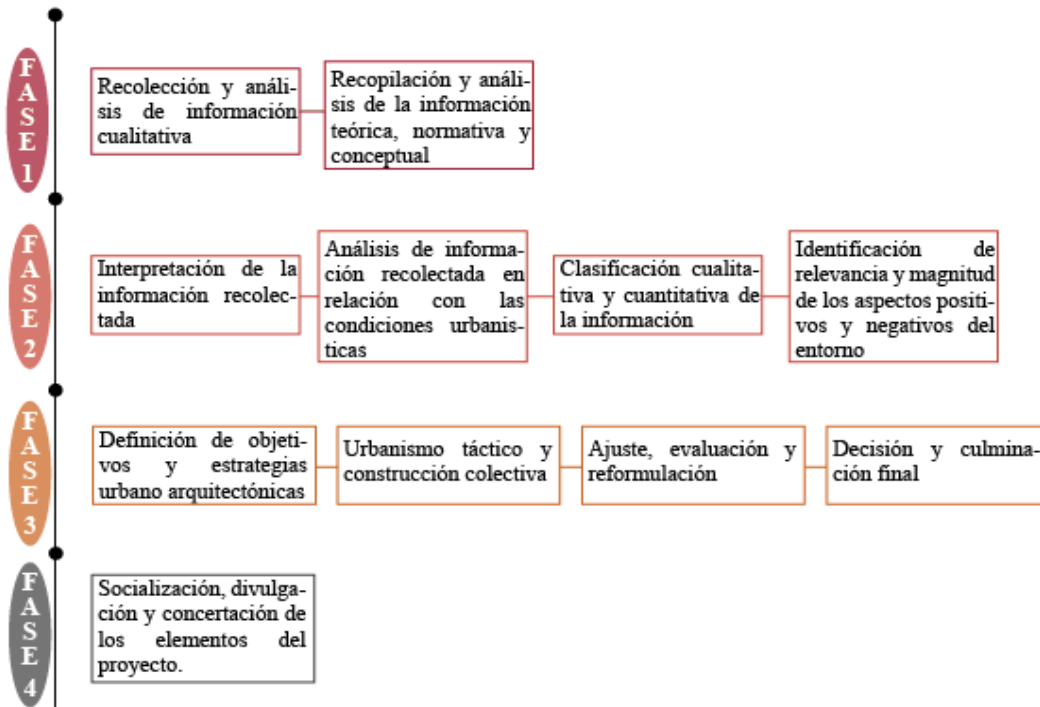 FASE 1
Recolección y análi-
sis de información
cualitativa
Recopilación y análi-
sis de la información
teórica, normativa y
conceptual
FASE 2
Interpretación de la
información recolec-
tada
Análisis de informa-
ción recolectada en
relación con las
condiciones urbanis-
ticas
Clasificación cualita-
tiva y cuantitativa de
la información
Identificación de
relevancia y magnitud
de los aspectos positi-
vos y negativos del
entorno
FASE 3
Definición de objeti-
vos y estrategias
urbano arquitectónicas
Urbanismo táctico y
construcción colectiva
Ajuste, evaluación y
reformulación
Decisión y culmina-
ción final
FASE 4
Socialización, divulga-
ción y concertación de
los elementos del
proyecto.